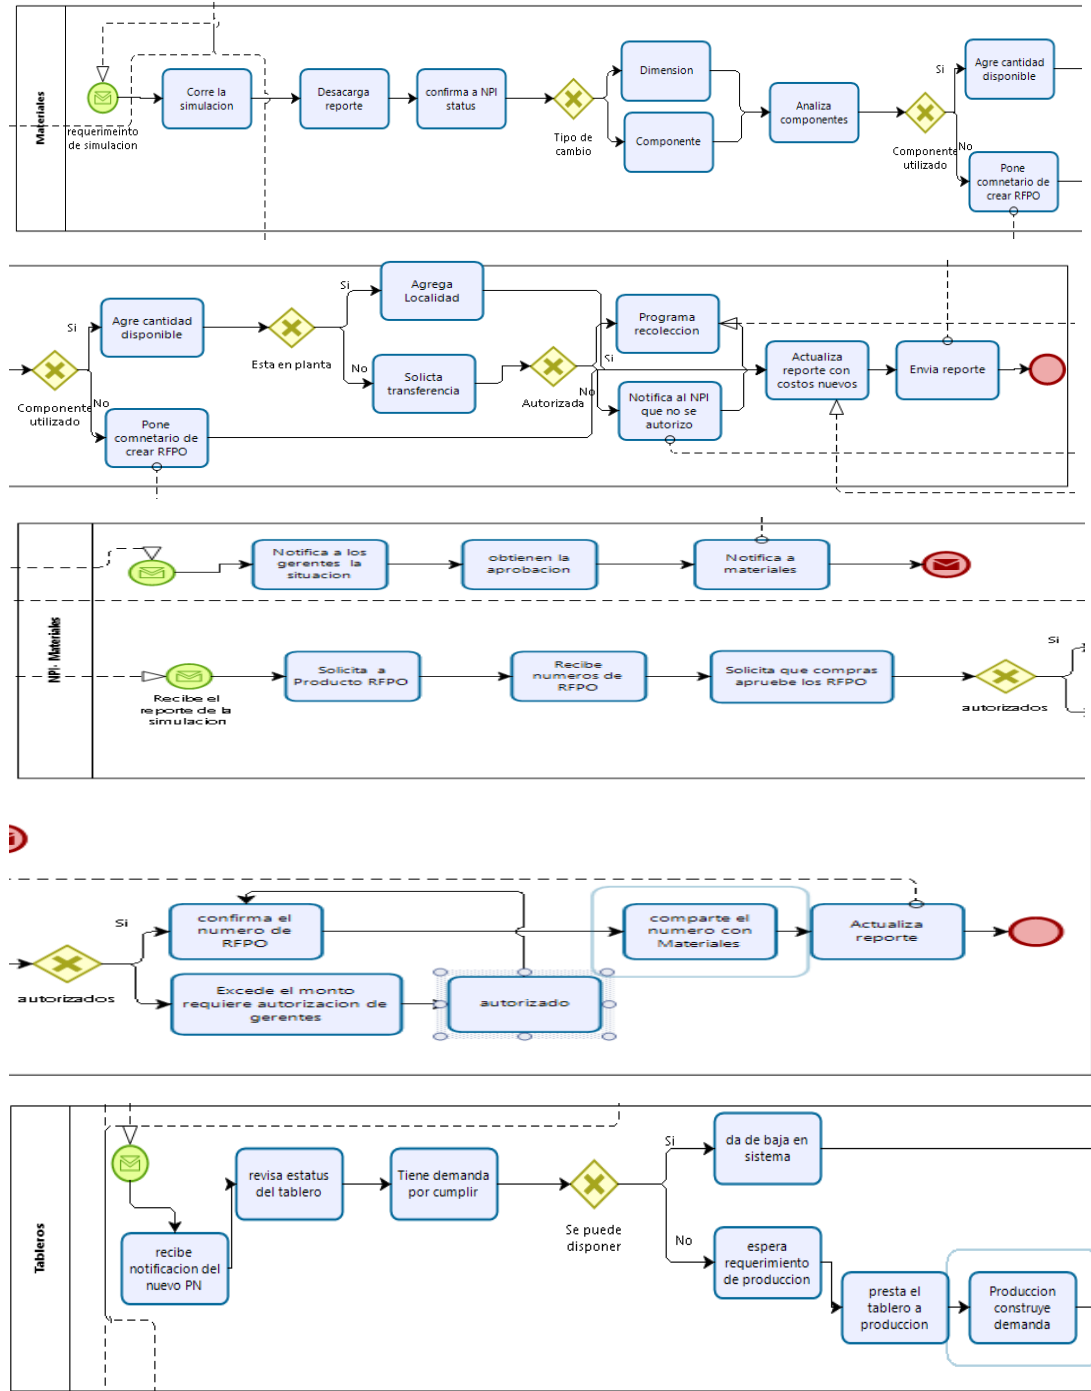 Materiales
requerimeinto
de simulacion
Corre la
simulacion
Desacarga
reporte
confirma a NPI
status
Tipo de
cambio
Dimension
Componente
Analiza
componentes
Componente
utilizado
Si
No
Agre cantidad
disponible
Pone
comnetario de
crear RFPO
Componente
utilizado
Si
No
Agre cantidad
disponible
Pone
comnetario de
crear RFPO
Esta en planta
Si
No
Agrega
Localidad
Solicta
transferencia
Autorizada
Si
No
Programa
recoleccion
Notifica al NPI
que no se
autorizo
Actualiza
reporte con
costos nuevos
Envia reporte
NPI- Materiales
Notifica a los
gerentes la
situacion
obtienen la
aprobacion
Notifica a
materiales
Recibe el
reporte de la
simulacion
Solicita a
Producto RFPO
Recibe
numeros de
RFPO
Solicita que compras
apruebe los RFPO
autorizados
Si
autorizados
Si
confirma el
numero de
RFPO
Excede el monto
requiere autorizacion de
gerentes
autorizado
comparte el
numero con
Materiales
Actualiza
reporte
Tableros
recibe
notificacion del
nuevo PN
revisa estatus
del tablero
Tiene demanda
por cumplir
Se puede
disponer
Si
No
da de baja en
sistema
espera
requerimiento
de produccion
presta el
tablero a
produccion
Produccion
construye
demanda